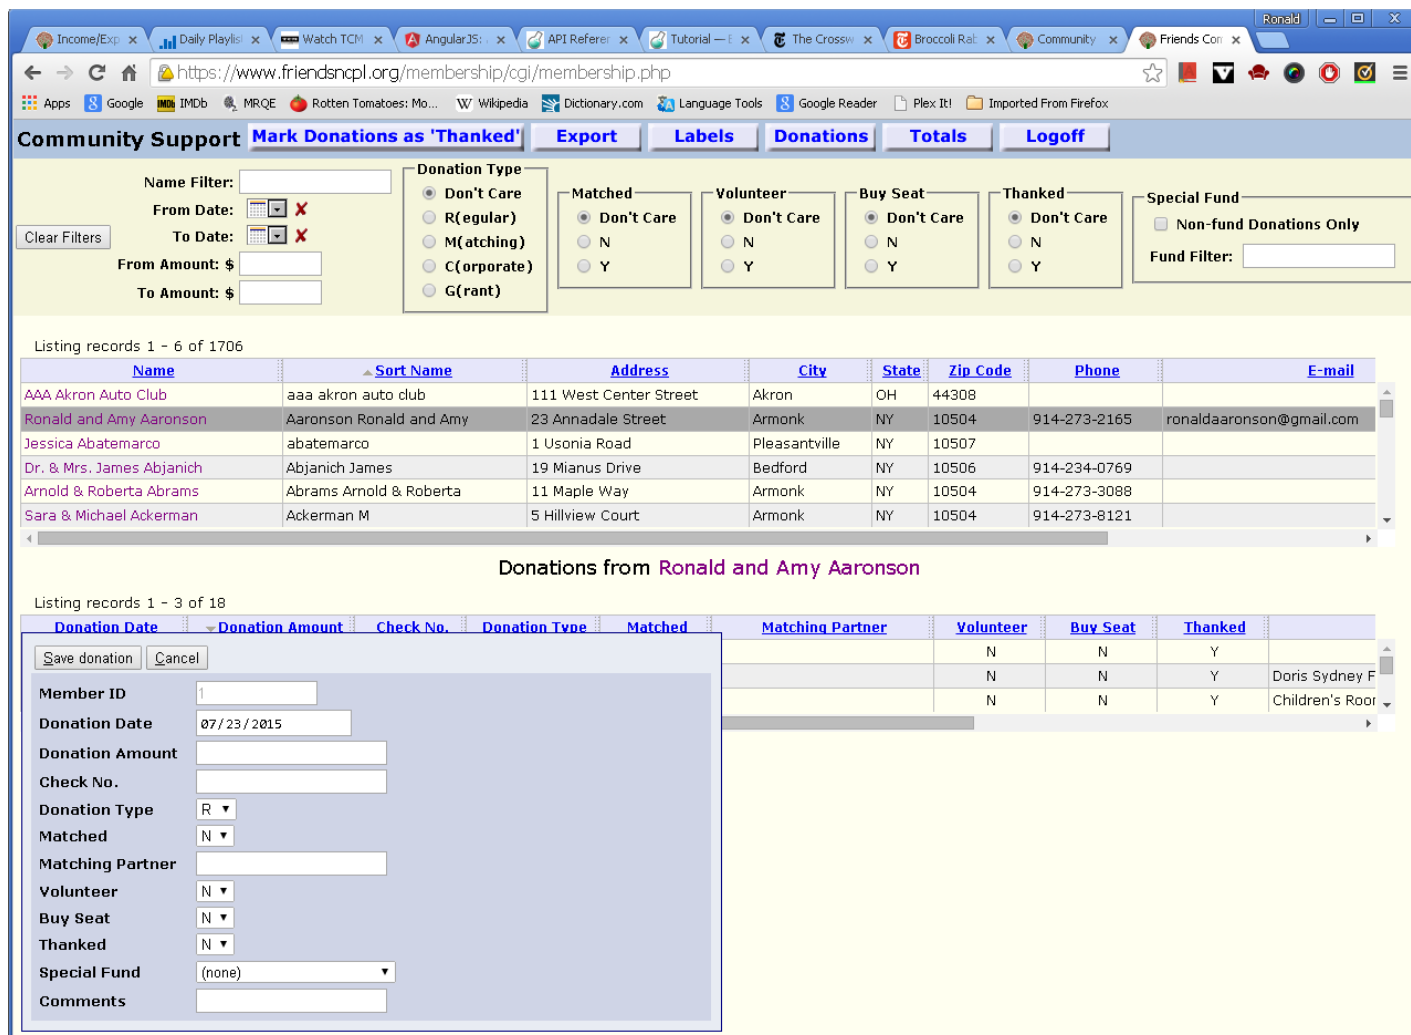 Ronald
Income/Exp Daily Playlis Watch TCM AngularJS: API Referer Tutorial — The Crossw Broccoli Rab Community Friends Con
https://www.friendsncpl.org/membership/cgi/membership.php
Apps Google IMDb MRQE Rotten Tomatoes: Mo... Wikipedia Dictionary.com Language Tools Google Reader Plex It! Imported From Firefox
Community Support Mark Donations as 'Thanked' Export Labels Donations Totals Logoff
Clear Filters
Name Filter:
From Date:
To Date:
From Amount: $
To Amount: $
Donation Type
Don't Care
R(egular)
M(atching)
C(orporate)
G(rant)
Matched
Don't Care
N
Y
Volunteer
Don't Care
N
Y
Buy Seat
Don't Care
N
Y
Thanked
Don't Care
N
Y
Special Fund
Non-fund Donations Only
Fund Filter:
Listing records 1 - 6 of 1706
Name Sort Name Address City State Zip Code Phone E-mail
AAA Akron Auto Club aaa akron auto club 111 West Center Street Akron OH 44308
Ronald and Amy Aaronson Aaronson Ronald and Amy 23 Annadale Street Armonk NY 10504 914-273-2165 ronaldaaronson@gmail.com
Jessica Abatemarco abatemarco 1 Usonia Road Pleasantville NY 10507
Dr. & Mrs. James Abjanich Abjanich James 19 Mianus Drive Bedford NY 10506 914-234-0769
Arnold & Roberta Abrams Abrams Arnold & Roberta 11 Maple Way Armonk NY 10504 914-273-3088
Sara & Michael Ackerman Ackerman M 5 Hillview Court Armonk NY 10504 914-273-8121
Donations from Ronald and Amy Aaronson
Listing records 1 - 3 of 18
Donation Date Donation Amount Check No. Donation Type Matched Matching Partner Volunteer Buy Seat Thanked
N N Y
N N Y Doris Sydney F
N N Y Children's Roor
Save donation Cancel
Member ID 1
Donation Date 07/23/2015
Donation Amount
Check No.
Donation Type R
Matched N
Matching Partner
Volunteer N
Buy Seat N
Thanked N
Special Fund (none)
Comments